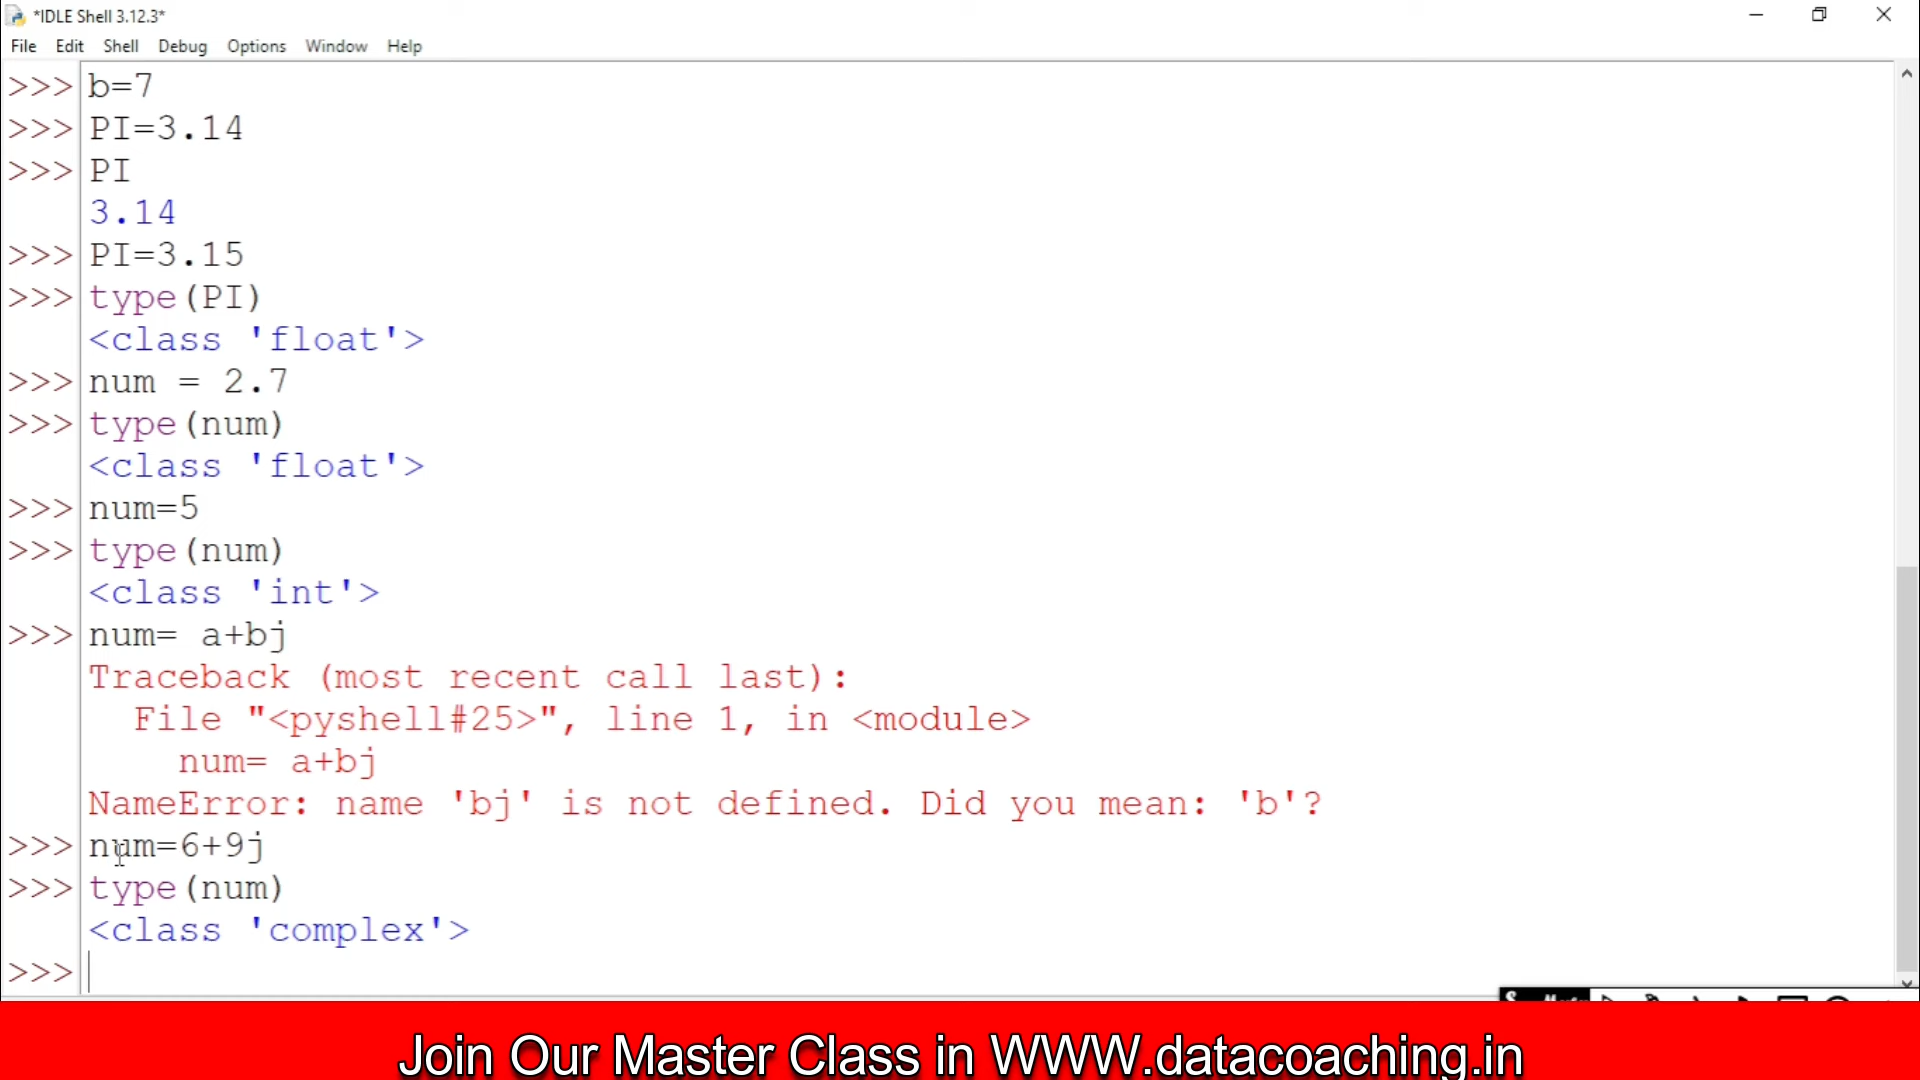 *IDLE Shell 3.12.3*
File Edit Shell Debug Options Window Help
>>> b=7
>>> PI=3.14
>>> PI
3.14
>>> PI=3.15
>>> type(PI)
<class 'float'>
>>> num = 2.7
>>> type(num)
<class 'float'>
>>> num=5
>>> type(num)
<class 'int'>
>>> num= a+bj
Traceback (most recent call last):
  File "<pyshell#25>", line 1, in <module>
    num= a+bj
NameError: name 'bj' is not defined. Did you mean: 'b'?
>>> num=6+9j
>>> type(num)
<class 'complex'>
>>>
Join Our Master Class in WWW.datacoaching.in